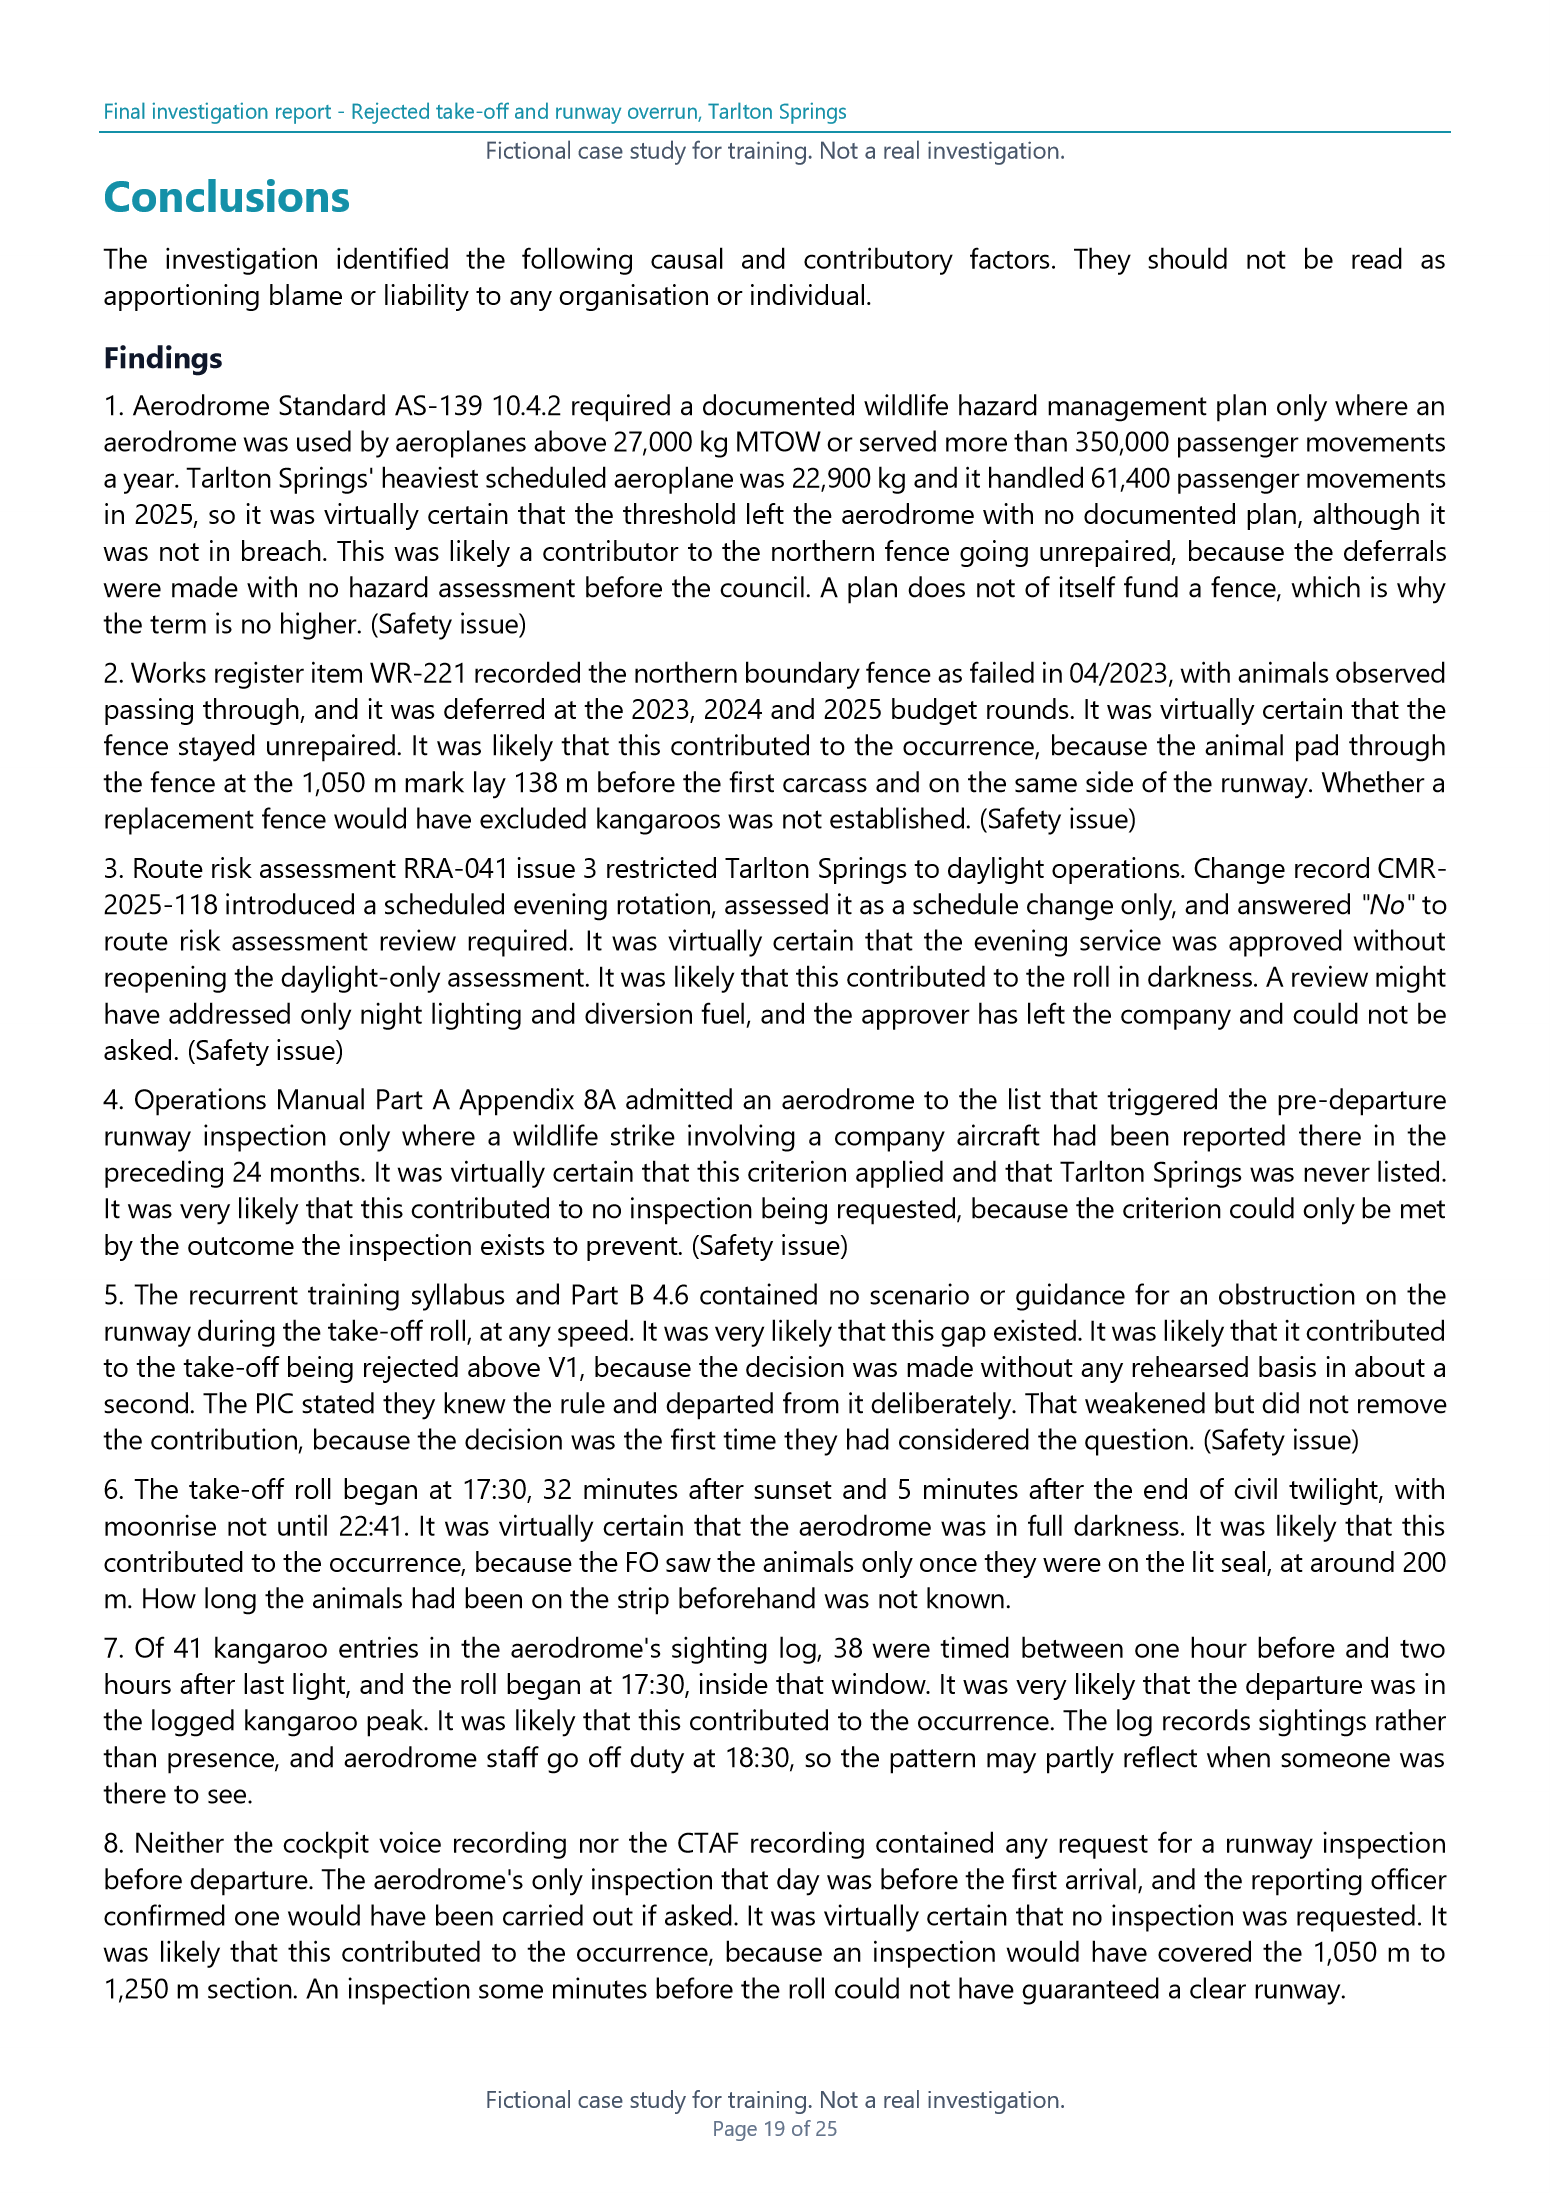 Final investigation report - Rejected take-off and runway overrun, Tarlton Springs
Fictional case study for training. Not a real investigation.
Conclusions
The investigation identified the following causal and contributory factors. They should not be read as
apportioning blame or liability to any organisation or individual.
Findings
1. Aerodrome Standard AS-139 10.4.2 required a documented wildlife hazard management plan only where an
aerodrome was used by aeroplanes above 27,000 kg MTOW or served more than 350,000 passenger movements
a year. Tarlton Springs' heaviest scheduled aeroplane was 22,900 kg and it handled 61,400 passenger movements
in 2025, so it was virtually certain that the threshold left the aerodrome with no documented plan, although it
was not in breach. This was likely a contributor to the northern fence going unrepaired, because the deferrals
were made with no hazard assessment before the council. A plan does not of itself fund a fence, which is why
the term is no higher. (Safety issue)
2. Works register item WR-221 recorded the northern boundary fence as failed in 04/2023, with animals observed
passing through, and it was deferred at the 2023, 2024 and 2025 budget rounds. It was virtually certain that the
fence stayed unrepaired. It was likely that this contributed to the occurrence, because the animal pad through
the fence at the 1,050 m mark lay 138 m before the first carcass and on the same side of the runway. Whether a
replacement fence would have excluded kangaroos was not established. (Safety issue)
3. Route risk assessment RRA-041 issue 3 restricted Tarlton Springs to daylight operations. Change record CMR-
2025-118 introduced a scheduled evening rotation, assessed it as a schedule change only, and answered "No" to
route risk assessment review required. It was virtually certain that the evening service was approved without
reopening the daylight-only assessment. It was likely that this contributed to the roll in darkness. A review might
have addressed only night lighting and diversion fuel, and the approver has left the company and could not be
asked. (Safety issue)
4. Operations Manual Part A Appendix 8A admitted an aerodrome to the list that triggered the pre-departure
runway inspection only where a wildlife strike involving a company aircraft had been reported there in the
preceding 24 months. It was virtually certain that this criterion applied and that Tarlton Springs was never listed.
It was very likely that this contributed to no inspection being requested, because the criterion could only be met
by the outcome the inspection exists to prevent. (Safety issue)
5. The recurrent training syllabus and Part B 4.6 contained no scenario or guidance for an obstruction on the
runway during the take-off roll, at any speed. It was very likely that this gap existed. It was likely that it contributed
to the take-off being rejected above V1, because the decision was made without any rehearsed basis in about a
second. The PIC stated they knew the rule and departed from it deliberately. That weakened but did not remove
the contribution, because the decision was the first time they had considered the question. (Safety issue)
6. The take-off roll began at 17:30, 32 minutes after sunset and 5 minutes after the end of civil twilight, with
moonrise not until 22:41. It was virtually certain that the aerodrome was in full darkness. It was likely that this
contributed to the occurrence, because the FO saw the animals only once they were on the lit seal, at around 200
m. How long the animals had been on the strip beforehand was not known.
7. Of 41 kangaroo entries in the aerodrome's sighting log, 38 were timed between one hour before and two
hours after last light, and the roll began at 17:30, inside that window. It was very likely that the departure was in
the logged kangaroo peak. It was likely that this contributed to the occurrence. The log records sightings rather
than presence, and aerodrome staff go off duty at 18:30, so the pattern may partly reflect when someone was
there to see.
8. Neither the cockpit voice recording nor the CTAF recording contained any request for a runway inspection
before departure. The aerodrome's only inspection that day was before the first arrival, and the reporting officer
confirmed one would have been carried out if asked. It was virtually certain that no inspection was requested. It
was likely that this contributed to the occurrence, because an inspection would have covered the 1,050 m to
1,250 m section. An inspection some minutes before the roll could not have guaranteed a clear runway.
Fictional case study for training. Not a real investigation.
Page 19 of 25